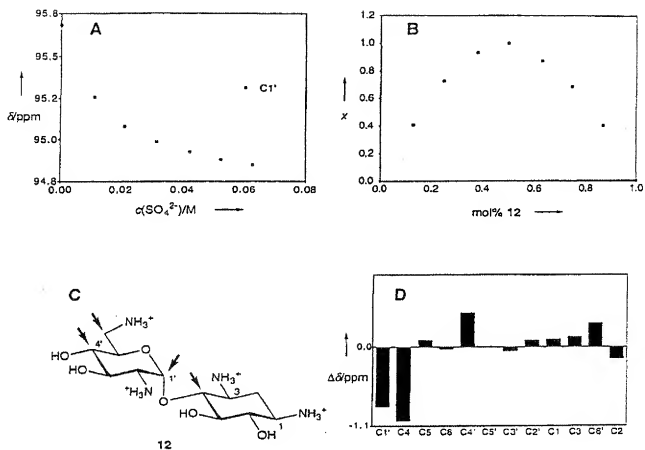 A
95.8
95.6
95.2
δ/ppm
95.0
94.8
0.00
0.02
0.04
0.06
0.08
C1'
c(SO₄²⁻)/M
B
1.2
1.0
0.8
x
0.6
0.4
0.2
0.0
0.0
0.2
0.4
0.6
0.8
1.0
mol% 12
C
NH₃⁺
4'
HO
O
HO
1'
⁺H₃N
NH₃⁺
O
3
HO
NH₃⁺
1
OH
12
D
0.0
Δδ/ppm
-1.1
C1' C4 C5 C6 C4' C5' C3' C2' C1 C3 C6' C2